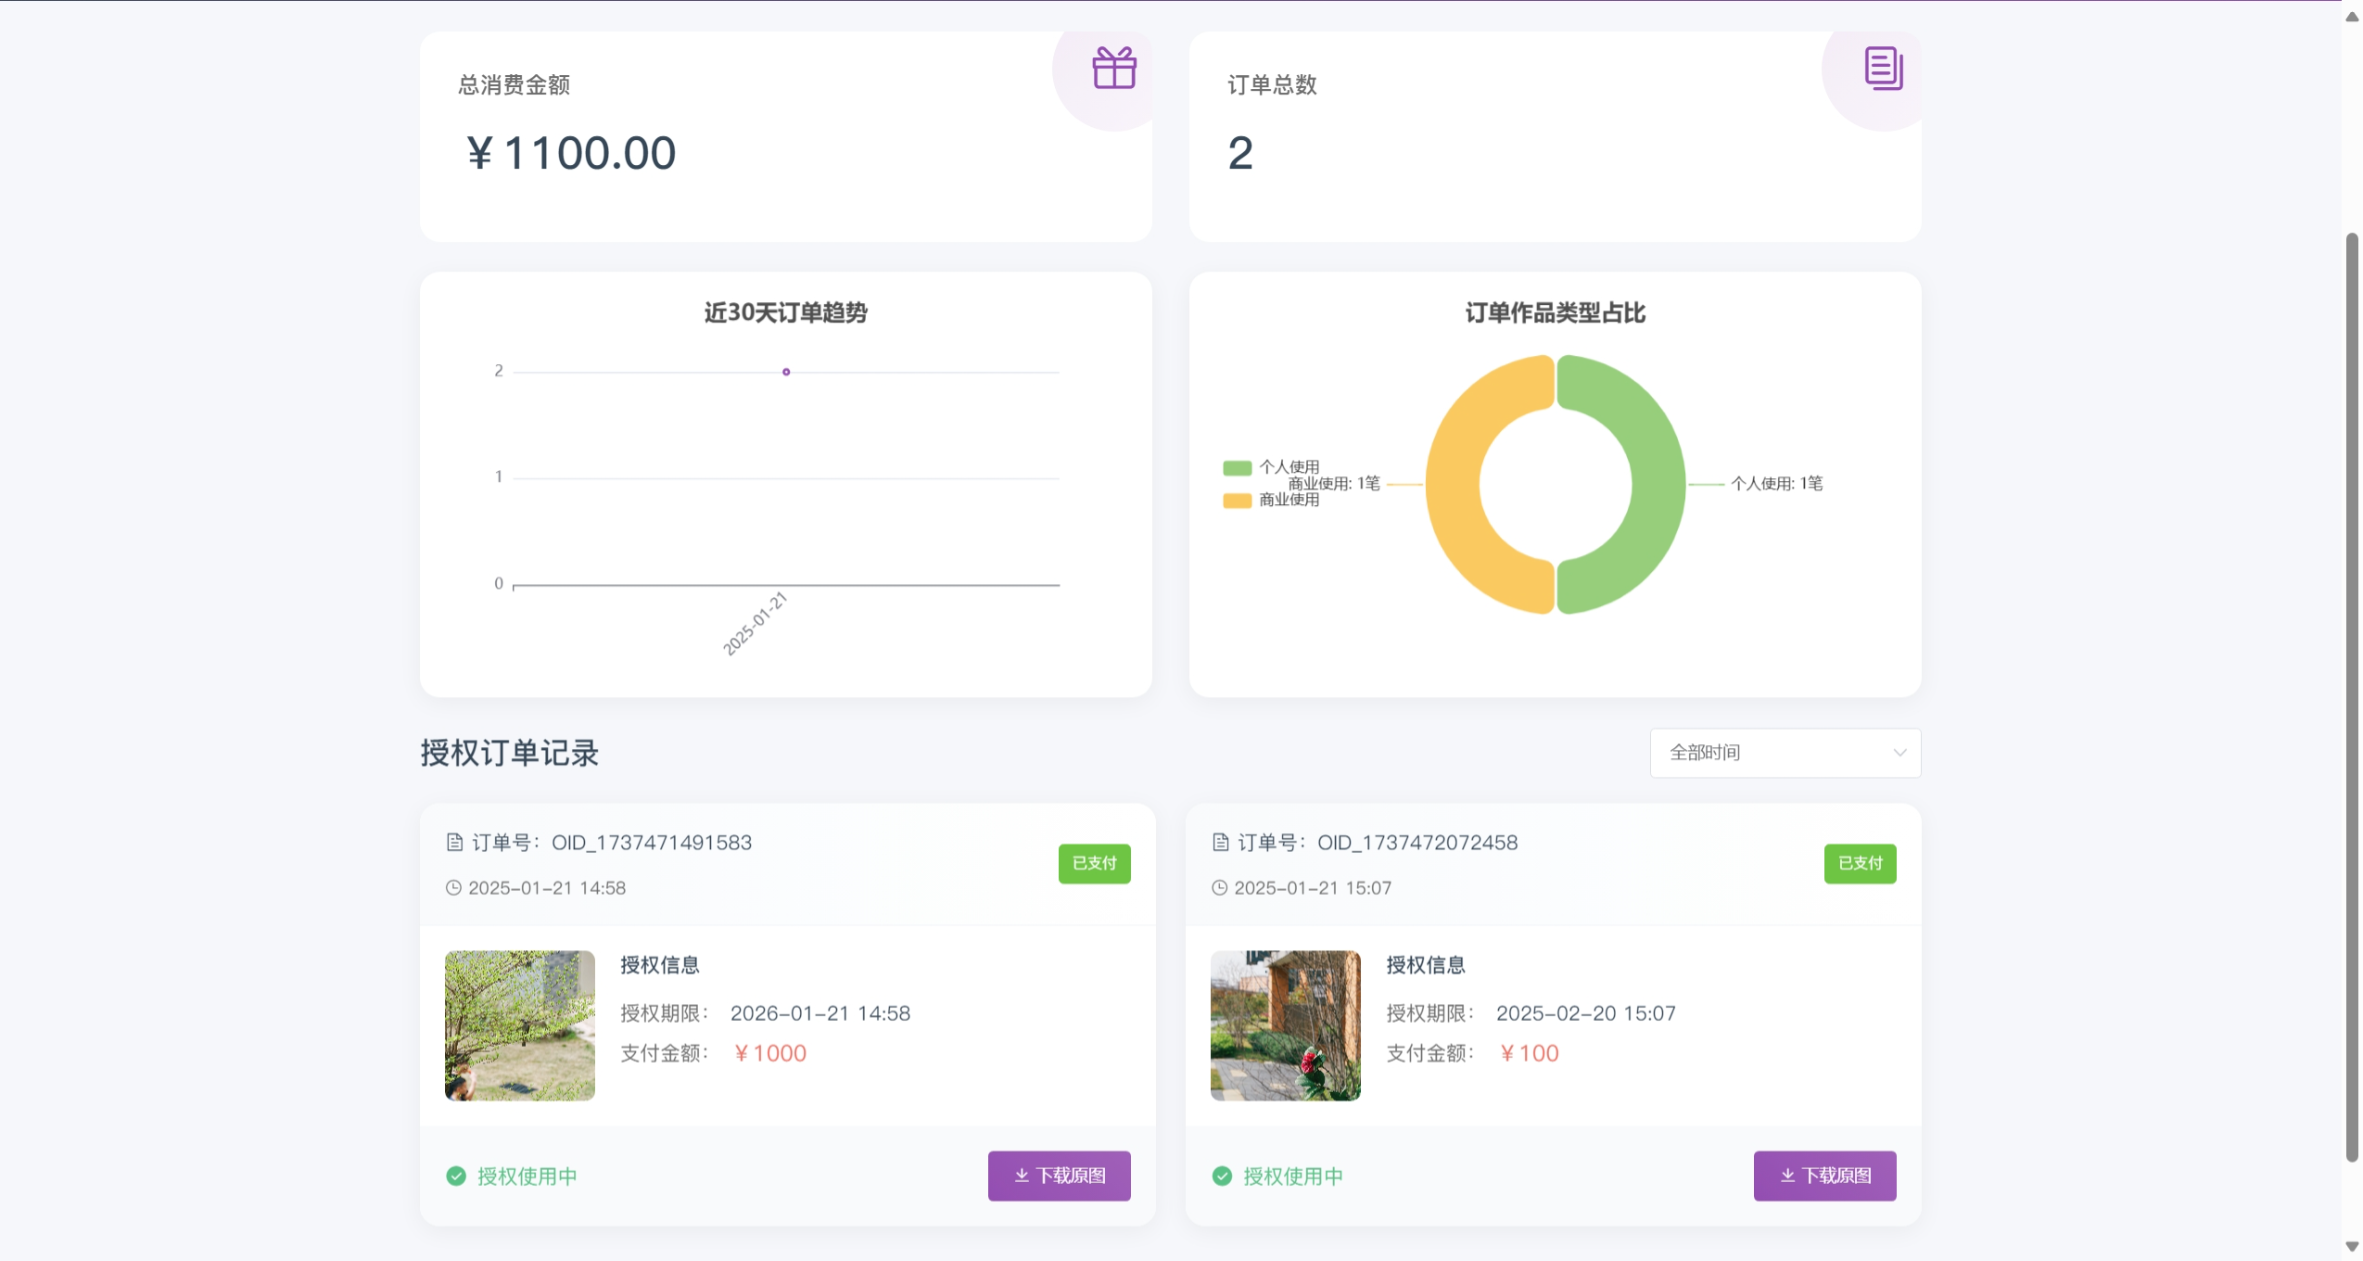 总消费金额
￥1100.00
订单总数
2
近30天订单趋势
2
1
0
2025-01-21
订单作品类型占比
个人使用
商业使用: 1笔
商业使用
个人使用: 1笔
授权订单记录
全部时间
订单号：OID_1737471491583
2025-01-21 14:58
已支付
授权信息
授权期限： 2026-01-21 14:58
支付金额： ￥1000
授权使用中
下载原图
订单号：OID_1737472072458
2025-01-21 15:07
已支付
授权信息
授权期限： 2025-02-20 15:07
支付金额： ￥100
授权使用中
下载原图